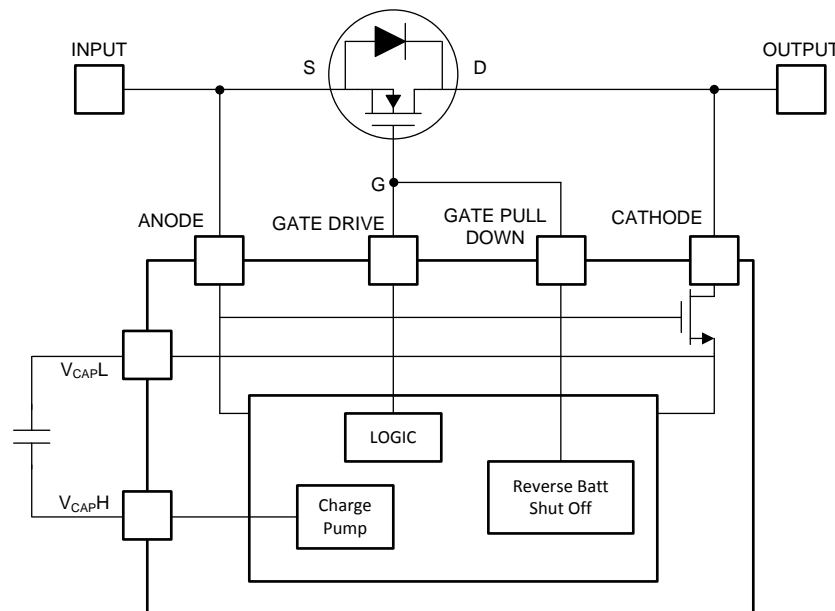 INPUT
OUTPUT
S
D
G
ANODE
GATE DRIVE
GATE PULL
DOWN
CATHODE
VCAPL
LOGIC
Reverse Batt
Shut Off
VCAPH
Charge
Pump